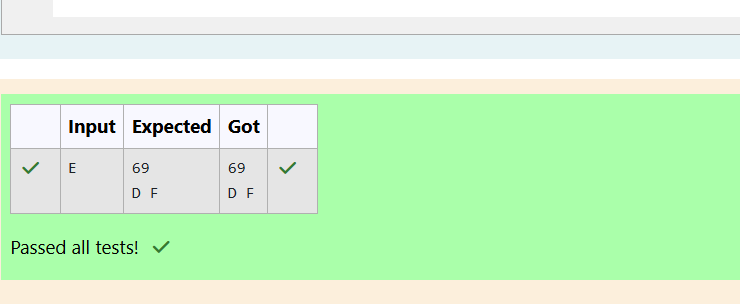 Input Expected Got
E 69 69
D F D F
Passed all tests!